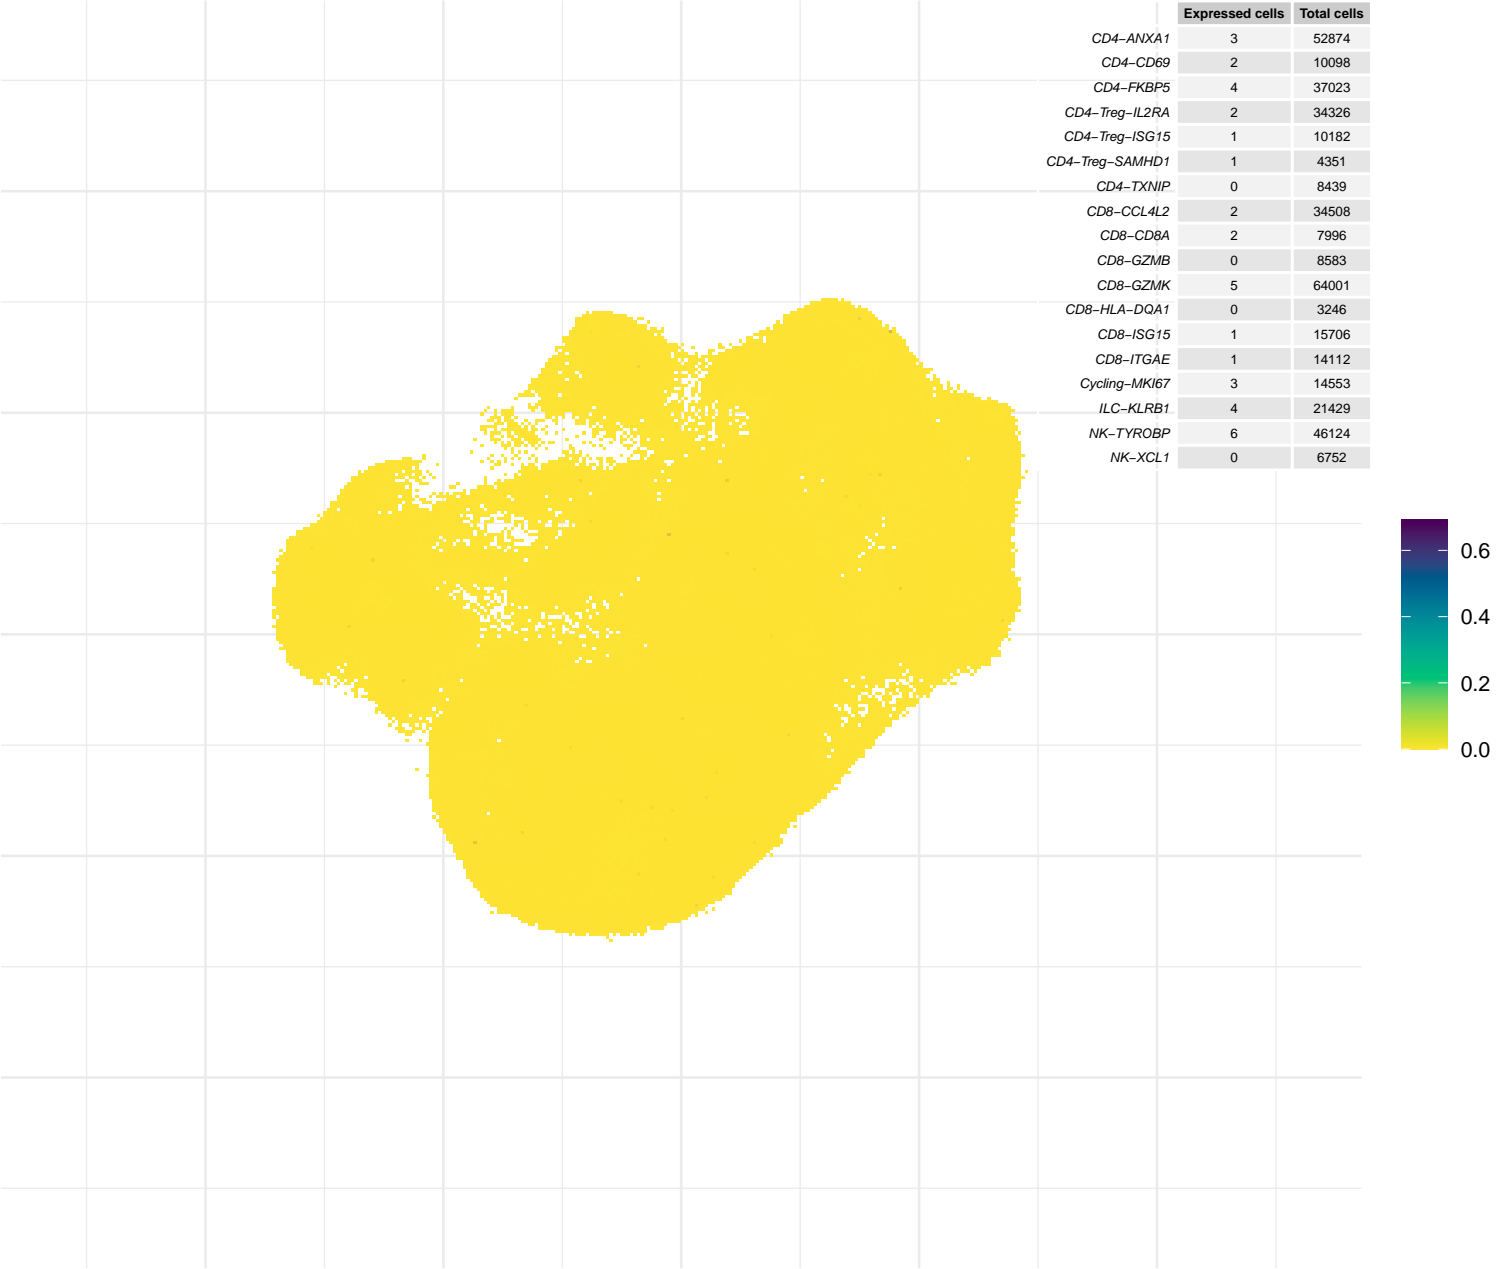 Expressed cells Total cells
CD4−ANXA1 3 52874
CD4−CD69 2 10098
CD4−FKBP5 4 37023
CD4−Treg−IL2RA 2 34326
CD4−Treg−ISG15 1 10182
CD4−Treg−SAMHD1 1 4351
CD4−TXNIP 0 8439
CD8−CCL4L2 2 34508
CD8−CD8A 2 7996
CD8−GZMB 0 8583
CD8−GZMK 5 64001
CD8−HLA−DQA1 0 3246
CD8−ISG15 1 15706
CD8−ITGAE 1 14112
Cycling−MKI67 3 14553
ILC−KLRB1 4 21429
NK−TYROBP 6 46124
NK−XCL1 0 6752
0.6
0.4
0.2
0.0